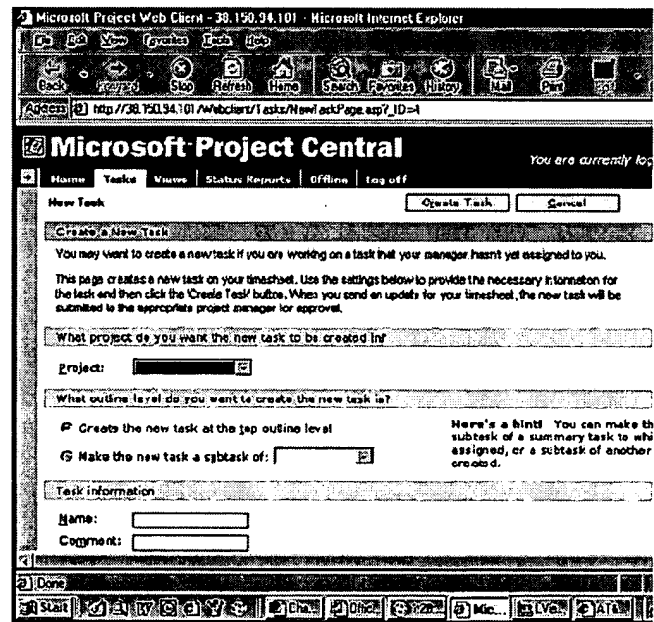 Microsoft Project Web Client - 38.150.94.101 - Microsoft Internet Explorer
View Favorites Tools Help
Back Forward Stop Refresh Home Search Favorites History Mail Print
Address http://38.150.94.101/webclient/Tasks/NewTaskPage.asp?_ID=4
Microsoft Project Central
You are currently log
Home Tasks Views Status Reports Offline Log off
New Task Create Task Cancel
Create a New Task
You may want to create a new task if you are working on a task that your manager hasn't yet assigned to you.
This page creates a new task on your timesheet. Use the settings below to provide the necessary information for
the task and then click the 'Create Task' button. When you send an update for your timesheet, the new task will be
submitted to the appropriate project manager for approval.
What project do you want the new task to be created in?
Project:
What outline level do you want to create the new task in?
Create the new task at the top outline level
Make the new task a subtask of:
Here's a hint! You can make th
subtask of a summary task to whi
assigned, or a subtask of another
created.
Task information
Name:
Comment:
Done
Start